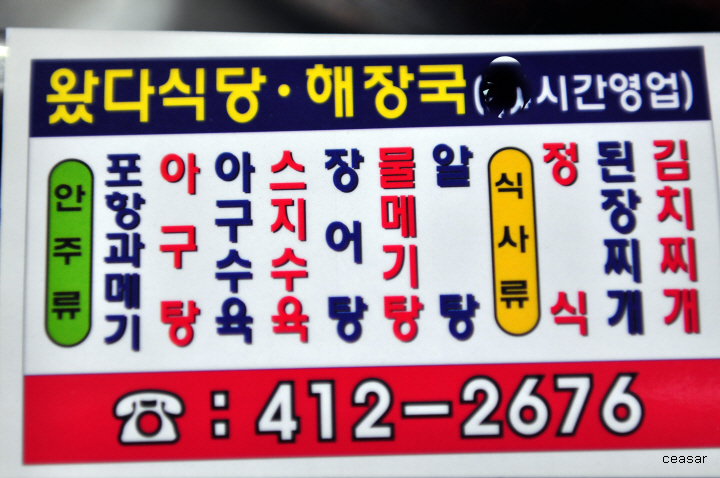 왔다식당·해장국( 시간영업)
안주류
포항과메기
아구탕
아구수육
스지수육
장어탕
물메기탕
알탕
식사류
정식
된장찌개
김치찌개
☎:412-2676
ceasar